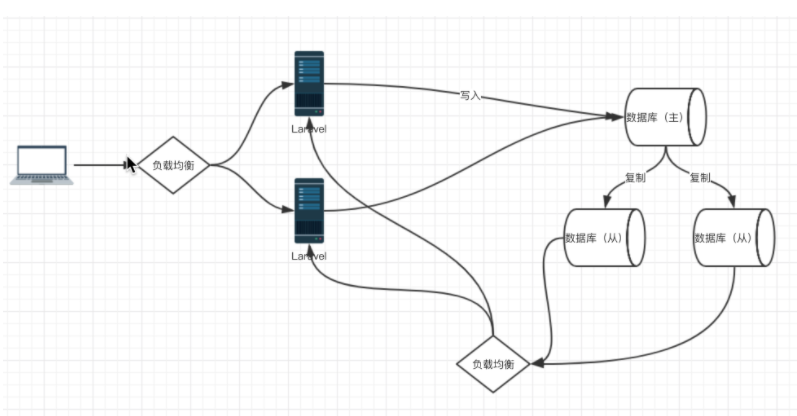 写入
数据库（主）
Laravel
负载均衡
复制
复制
数据库（从）
数据库（从）
Laravel
负载均衡